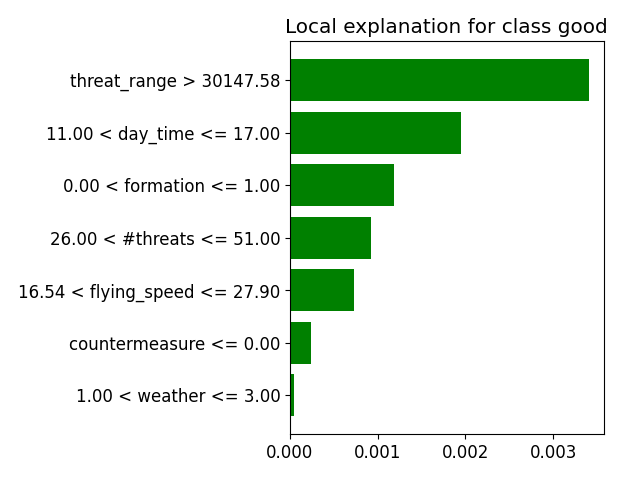 Local explanation for class good
threat_range > 30147.58
11.00 < day_time <= 17.00
0.00 < formation <= 1.00
26.00 < #threats <= 51.00
16.54 < flying_speed <= 27.90
countermeasure <= 0.00
1.00 < weather <= 3.00
0.000 0.001 0.002 0.003